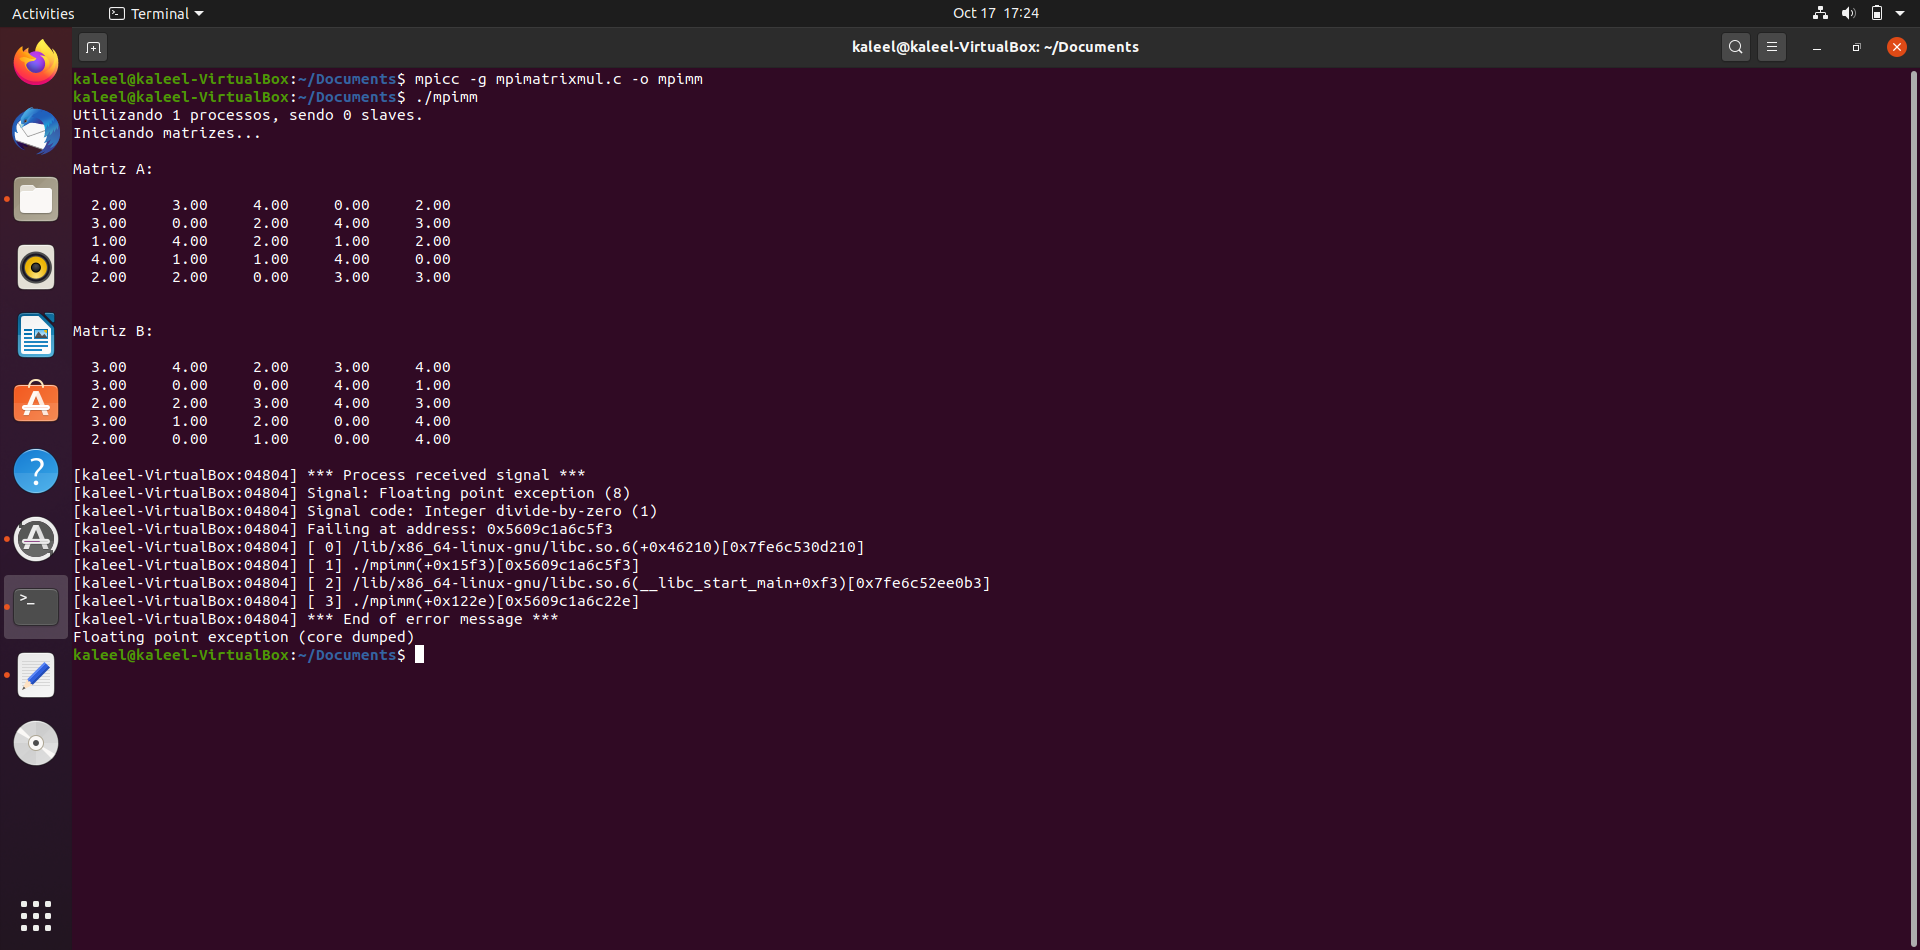 Activities Terminal Oct 17 17:24
kaleel@kaleel-VirtualBox: ~/Documents
kaleel@kaleel-VirtualBox:~/Documents$ mpicc -g mpimatrixmul.c -o mpimm
kaleel@kaleel-VirtualBox:~/Documents$ ./mpimm
Utilizando 1 processos, sendo 0 slaves.
Iniciando matrizes...
Matriz A:
2.00 3.00 4.00 0.00 2.00
3.00 0.00 2.00 4.00 3.00
1.00 4.00 2.00 1.00 2.00
4.00 1.00 1.00 4.00 0.00
2.00 2.00 0.00 3.00 3.00
Matriz B:
3.00 4.00 2.00 3.00 4.00
3.00 0.00 0.00 4.00 1.00
2.00 2.00 3.00 4.00 3.00
3.00 1.00 2.00 0.00 4.00
2.00 0.00 1.00 0.00 4.00
[kaleel-VirtualBox:04804] *** Process received signal ***
[kaleel-VirtualBox:04804] Signal: Floating point exception (8)
[kaleel-VirtualBox:04804] Signal code: Integer divide-by-zero (1)
[kaleel-VirtualBox:04804] Failing at address: 0x5609c1a6c5f3
[kaleel-VirtualBox:04804] [ 0] /lib/x86_64-linux-gnu/libc.so.6(+0x46210)[0x7fe6c530d210]
[kaleel-VirtualBox:04804] [ 1] ./mpimm(+0x15f3)[0x5609c1a6c5f3]
[kaleel-VirtualBox:04804] [ 2] /lib/x86_64-linux-gnu/libc.so.6(__libc_start_main+0xf3)[0x7fe6c52ee0b3]
[kaleel-VirtualBox:04804] [ 3] ./mpimm(+0x122e)[0x5609c1a6c22e]
[kaleel-VirtualBox:04804] *** End of error message ***
Floating point exception (core dumped)
kaleel@kaleel-VirtualBox:~/Documents$